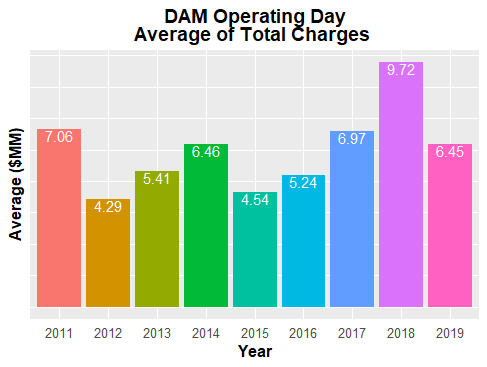 DAM Operating Day
Average of Total Charges
Average ($MM)
7.06
4.29
5.41
6.46
4.54
5.24
6.97
9.72
6.45
2011 2012 2013 2014 2015 2016 2017 2018 2019
Year